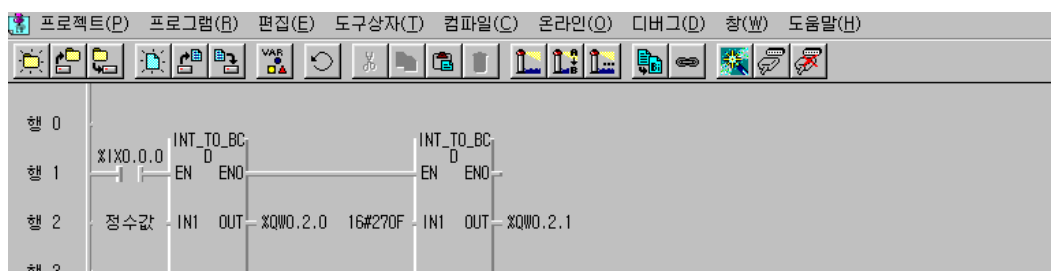 프로젝트(P) 프로그램(R) 편집(E) 도구상자(T) 컴파일(C) 온라인(O) 디버그(D) 창(W) 도움말(H)
VAR
행 0
INT_TO_BC INT_TO_BC
%IX0.0.0 D D
행 1 EN ENO EN ENO
행 2 정수값 IN1 OUT %QW0.2.0 16#270F IN1 OUT %QW0.2.1
행 3